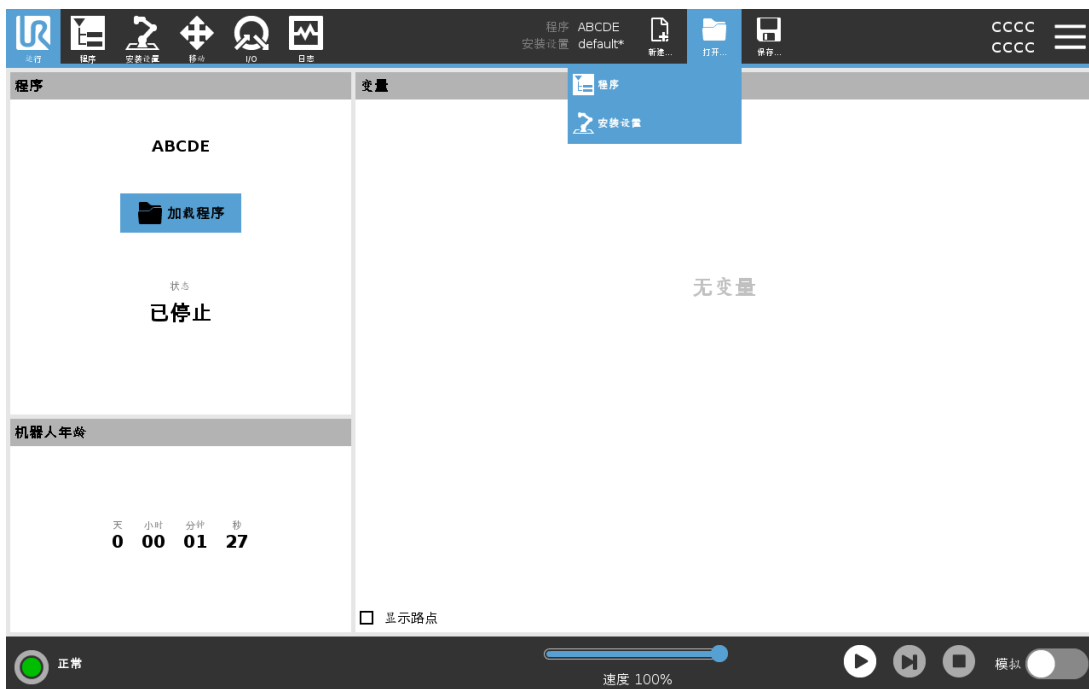 程序 ABCDE
安装设置 default*
CCCC
CCCC
运行
程序
安装设置
移动
I/O
日志
新建...
打开...
保存...
程序
变量
程序
安装设置
ABCDE
加载程序
状态
已停止
无变量
机器人年龄
天 小时 分钟 秒
0 00 01 27
显示路点
正常
速度 100%
模拟